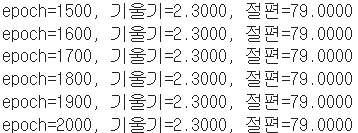 epoch=1500, 기울기=2.3000, 절편=79.0000
epoch=1600, 기울기=2.3000, 절편=79.0000
epoch=1700, 기울기=2.3000, 절편=79.0000
epoch=1800, 기울기=2.3000, 절편=79.0000
epoch=1900, 기울기=2.3000, 절편=79.0000
epoch=2000, 기울기=2.3000, 절편=79.0000